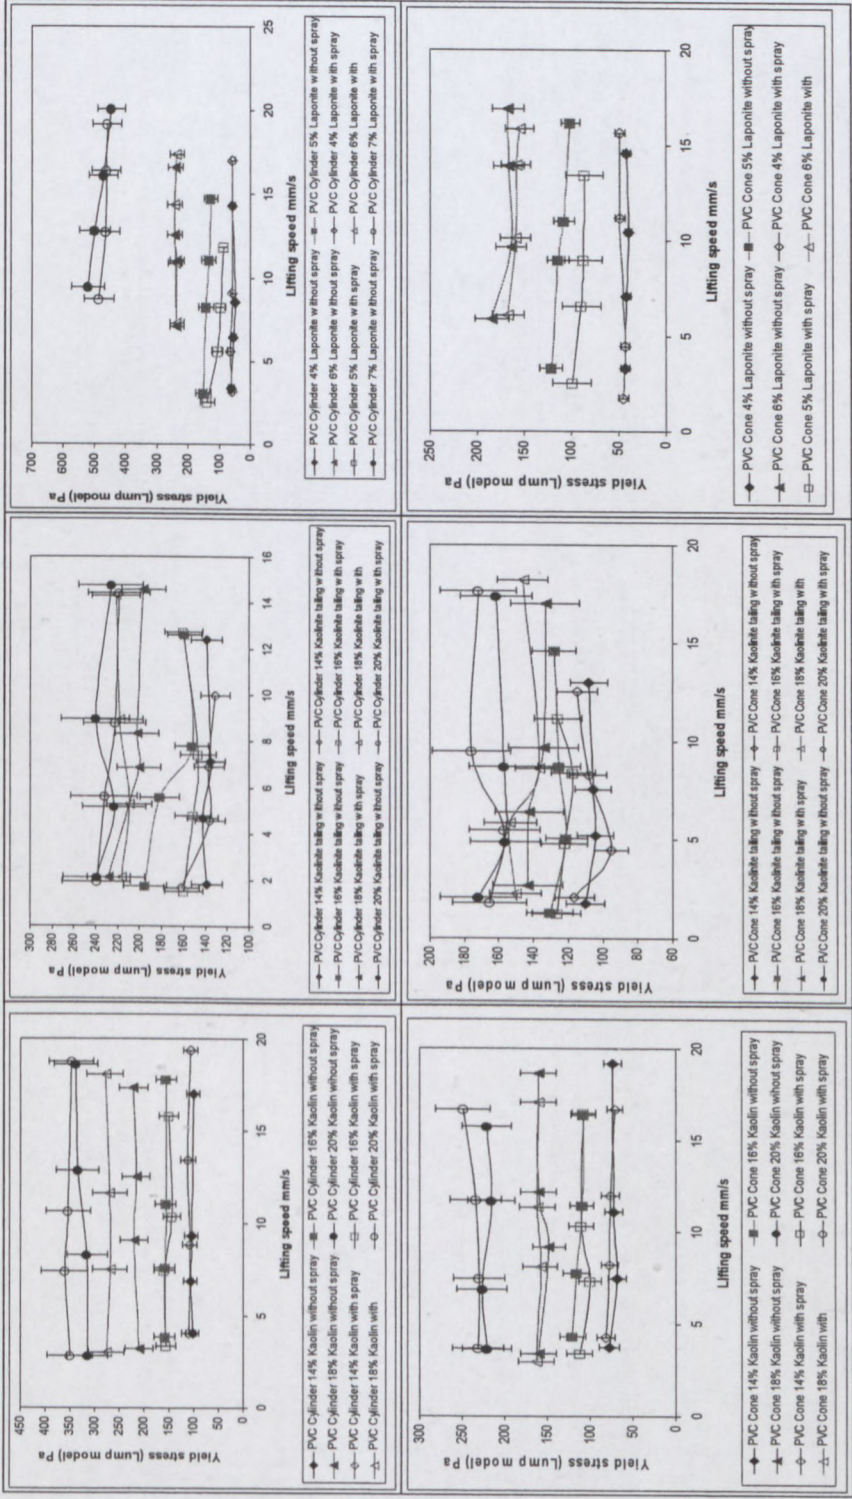 Yield stress (Lump model) Pa
450
400
350
300
250
200
150
100
50
0
0 5 10 15 20
Lifting speed mm/s
PVC Cylinder 14% Kaolin without spray PVC Cylinder 16% Kaolin without spray
PVC Cylinder 18% Kaolin without spray PVC Cylinder 20% Kaolin without spray
PVC Cylinder 14% Kaolin with spray PVC Cylinder 16% Kaolin with spray
PVC Cylinder 18% Kaolin with PVC Cylinder 20% Kaolin with spray
Yield stress (Lump model) Pa
300
280
260
240
220
200
180
160
140
120
100
0 2 4 6 8 10 12 14 16
Lifting speed mm/s
PVC Cylinder 14% Kaolinite tailing without spray PVC Cylinder 14% Kaolinite tailing with spray
PVC Cylinder 16% Kaolinite tailing without spray PVC Cylinder 16% Kaolinite tailing with spray
PVC Cylinder 18% Kaolinite tailing with spray PVC Cylinder 18% Kaolinite tailing with
PVC Cylinder 20% Kaolinite tailing without spray PVC Cylinder 20% Kaolinite tailing with spray
Yield stress (Lump model) Pa
700
600
500
400
300
200
100
0
0 5 10 15 20 25
Lifting speed mm/s
PVC Cylinder 4% Laponite without spray PVC Cylinder 5% Laponite without spray
PVC Cylinder 6% Laponite without spray PVC Cylinder 4% Laponite with spray
PVC Cylinder 5% Laponite with spray PVC Cylinder 6% Laponite with
PVC Cylinder 7% Laponite without spray PVC Cylinder 7% Laponite with spray
Yield stress (Lump model) Pa
300
250
200
150
100
50
0
0 5 10 15 20
Lifting speed mm/s
PVC Cone 14% Kaolin without spray PVC Cone 16% Kaolin without spray
PVC Cone 18% Kaolin without spray PVC Cone 20% Kaolin without spray
PVC Cone 14% Kaolin with spray PVC Cone 16% Kaolin with spray
PVC Cone 18% Kaolin with PVC Cone 20% Kaolin with spray
Yield stress (Lump model) Pa
200
180
160
140
120
100
80
60
0 5 10 15 20
Lifting speed mm/s
PVC Cone 14% Kaolinite tailing without spray PVC Cone 14% Kaolinite tailing with spray
PVC Cone 16% Kaolinite tailing without spray PVC Cone 16% Kaolinite tailing with spray
PVC Cone 18% Kaolinite tailing with spray PVC Cone 18% Kaolinite tailing with
PVC Cone 20% Kaolinite tailing without spray PVC Cone 20% Kaolinite tailing with spray
Yield stress (Lump model) Pa
250
200
150
100
50
0
0 5 10 15 20
Lifting speed mm/s
PVC Cone 4% Laponite without spray PVC Cone 5% Laponite without spray
PVC Cone 6% Laponite without spray PVC Cone 4% Laponite with spray
PVC Cone 5% Laponite with spray PVC Cone 6% Laponite with